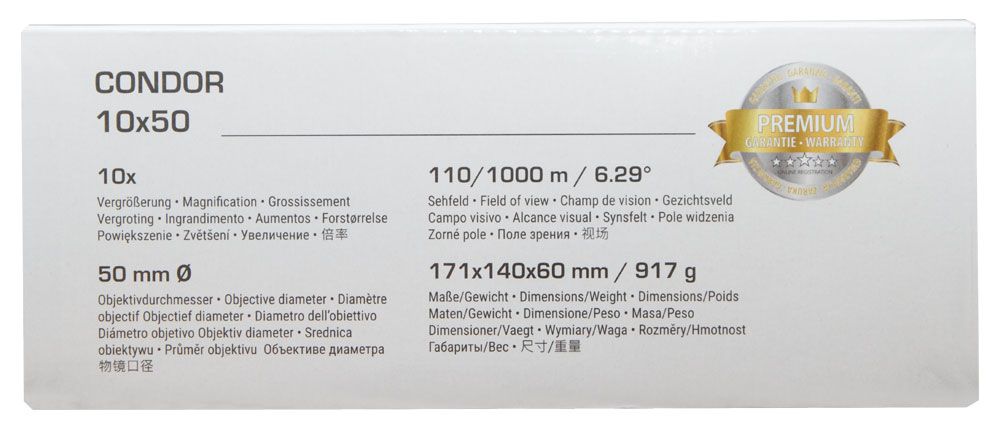 CONDOR
10x50
PREMIUM
GARANTIE • WARRANTY
ONLINE REGISTRATION
10x
Vergrößerung • Magnification • Grossissement
Vergroting • Ingrandimento • Aumentos • Forstørrelse
Powiększenie • Zvětšení • Увеличение • 倍率
110/1000 m / 6.29°
Sehfeld • Field of view • Champ de vision • Gezichtsveld
Campo visivo • Alcance visual • Synsfelt • Pole widzenia
Zorné pole • Поле зрения • 视场
50 mm Ø
Objektivdurchmesser • Objective diameter • Diamètre
objectif Objectief diameter • Diametro dell'obiettivo
Diámetro objetivo Objektiv diameter • Srednica
obiektywu • Průměr objektivu Объективе диаметра
物镜口径
171x140x60 mm / 917 g
Maße/Gewicht • Dimensions/Weight • Dimensions/Poids
Maten/Gewicht • Dimensione/Peso • Masa/Peso
Dimensioner/Vaegt • Wymiary/Waga • Rozměry/Hmotnost
Габариты/Вес • 尺寸/重量